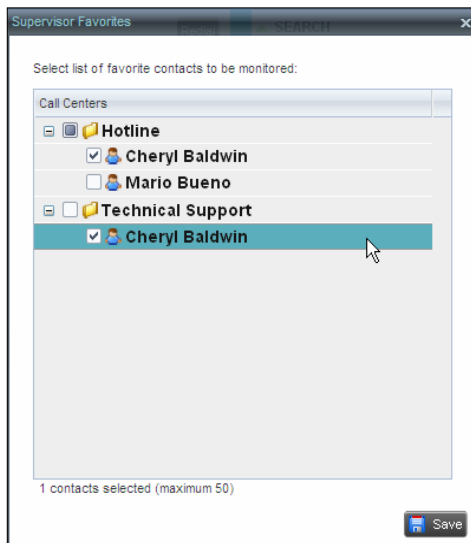 Supervisor Favorites
SEARCH
x
Select list of favorite contacts to be monitored:
Call Centers
Hotline
Cheryl Baldwin
Mario Bueno
Technical Support
Cheryl Baldwin
1 contacts selected (maximum 50)
Save